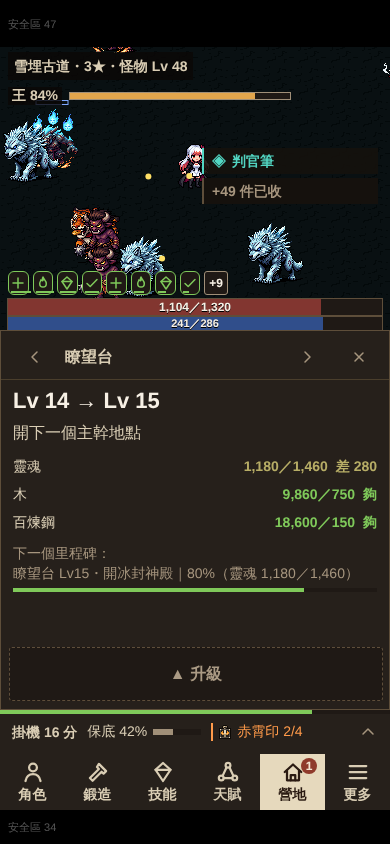 安全區 47
雪埋古道・3★・怪物 Lv 48
王 84%
◈ 判官筆
+49 件已收
+9
1,104／1,320
241／286
瞭望台
Lv 14 → Lv 15
開下一個主幹地點
靈魂 1,180／1,460 差 280
木 9,860／750 夠
百煉鋼 18,600／150 夠
下一個里程碑：
瞭望台 Lv15・開冰封神殿｜80%（靈魂 1,180／1,460）
▲ 升級
掛機 16 分 保底 42% 赤霄印 2/4
1
角色 鍛造 技能 天賦 營地 更多
安全區 34